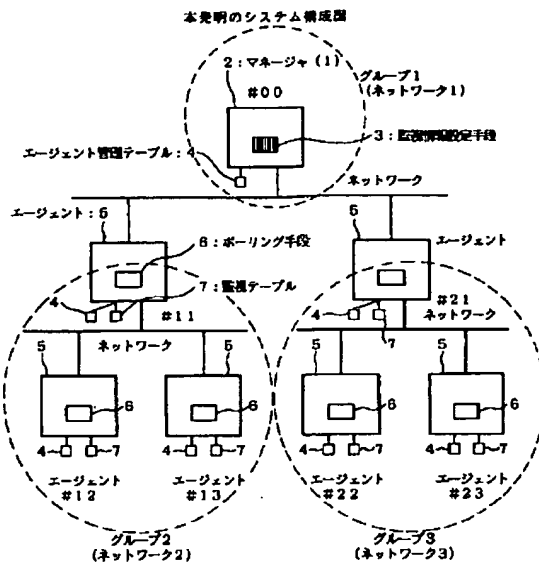 本発明のシステム構成図
2：マネージャ（1）
グループ1
（ネットワーク1）
#00
3：監視情報設定手段
エージェント管理テーブル：4
ネットワーク
エージェント：5
5
エージェント
6：ポーリング手段
4
7：監視テーブル
#11
4
7
#21
ネットワーク
ネットワーク
5
5
5
5
6
6
6
6
4
7
4
7
4
7
4
7
エージェント
#12
エージェント
#13
エージェント
#22
エージェント
#23
グループ2
（ネットワーク2）
グループ3
（ネットワーク3）